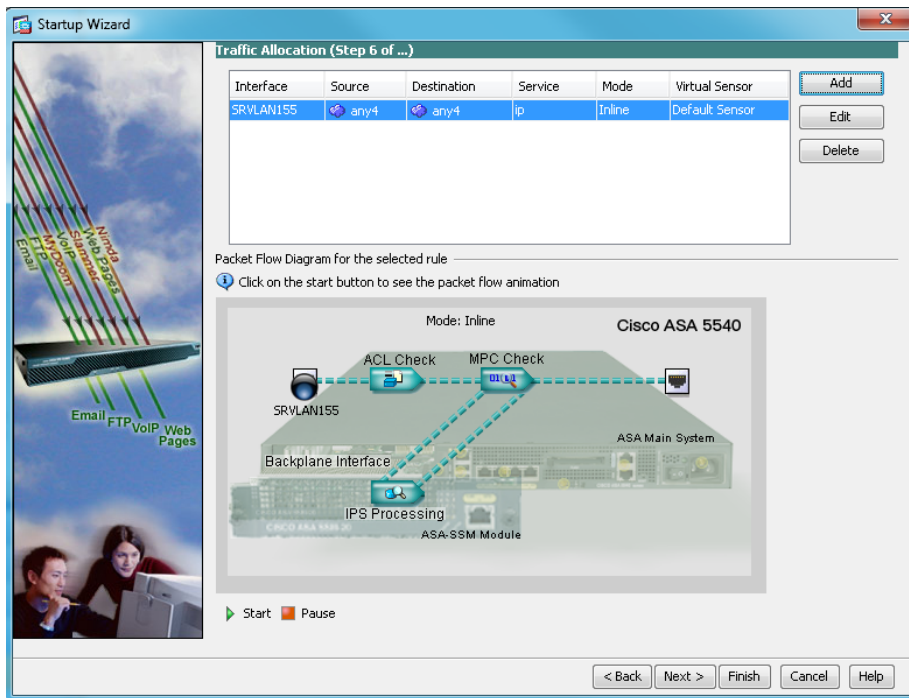 Startup Wizard
Traffic Allocation (Step 6 of ...)
Interface Source Destination Service Mode Virtual Sensor
SRVLAN155 any4 any4 ip Inline Default Sensor
Add
Edit
Delete
Packet Flow Diagram for the selected rule
Click on the start button to see the packet flow animation
Mode: Inline
Cisco ASA 5540
ACL Check
MPC Check
SRVLAN155
ASA Main System
Backplane Interface
IPS Processing
ASA-SSM Module
Start
Pause
Email
FTP
MyDoom
VoIP
Slammer
Web Pages
Nimda
Email
FTP
VoIP
Web Pages
< Back
Next >
Finish
Cancel
Help